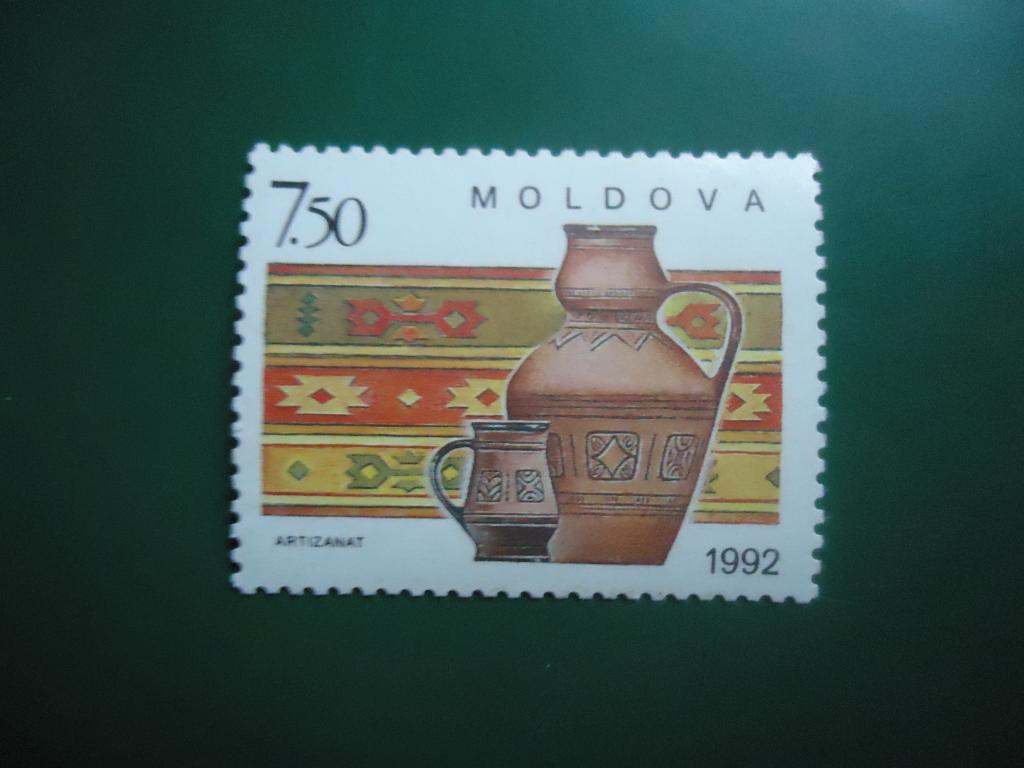 7.50
MOLDOVA
ARTIZANAT
1992